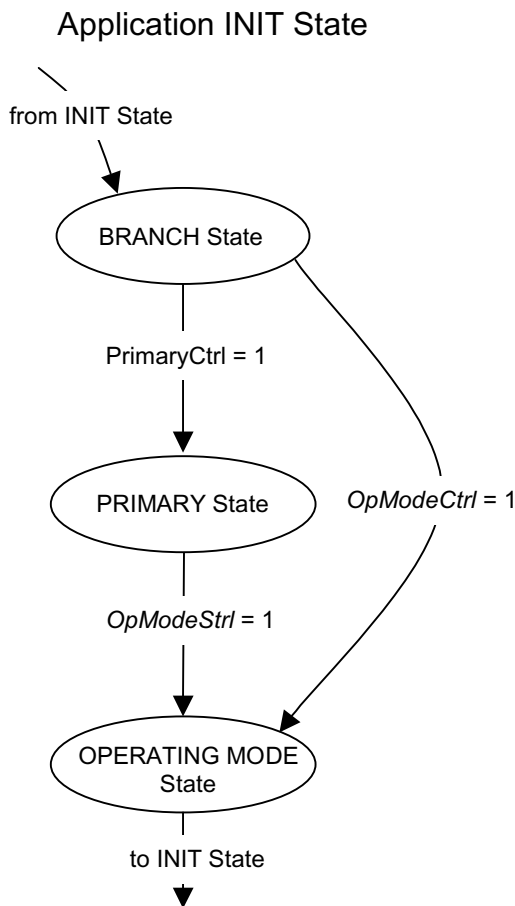 Application INIT State
from INIT State
BRANCH State
PrimaryCtrl = 1
PRIMARY State
OpModeCtrl = 1
OpModeStrl = 1
OPERATING MODE
State
to INIT State